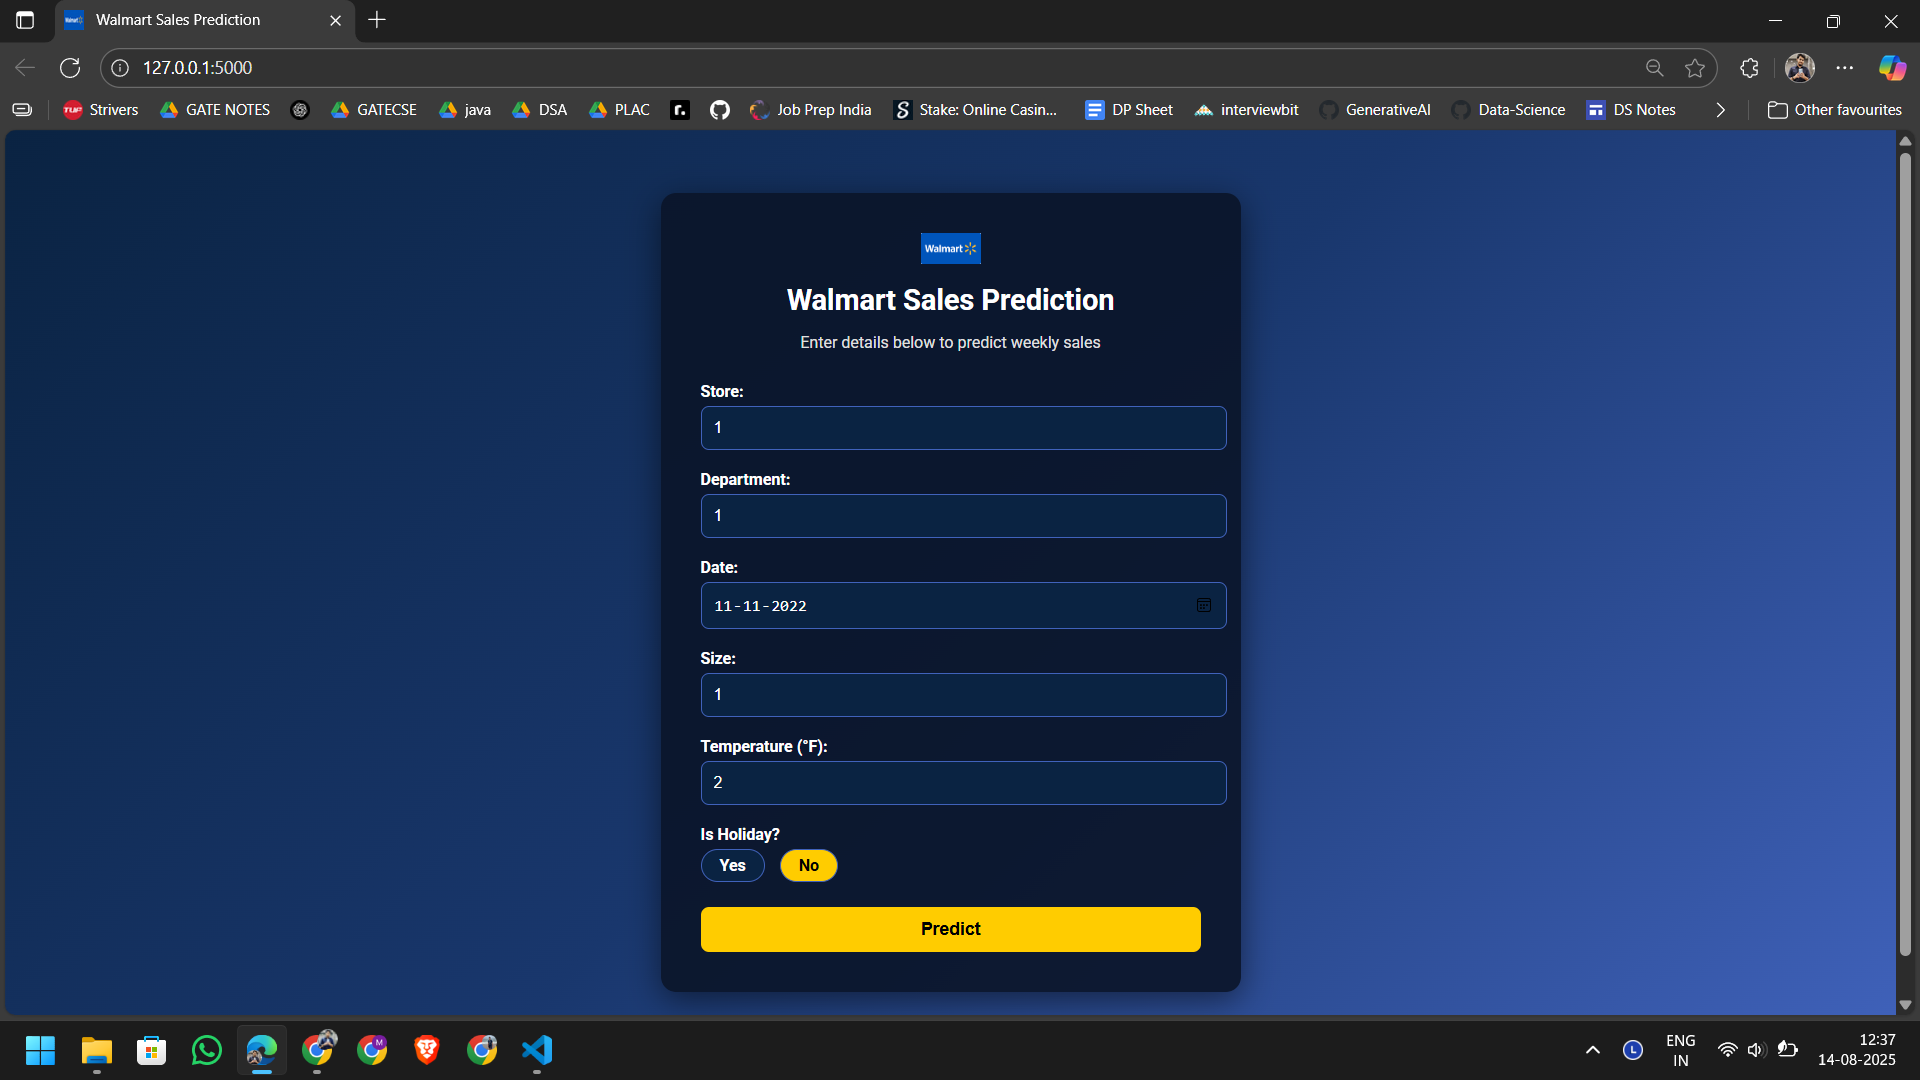 Walmart Sales Prediction
127.0.0.1:5000
TUF Strivers GATE NOTES GATECSE java DSA PLAC Job Prep India Stake: Online Casin... DP Sheet interviewbit GenerativeAI Data-Science DS Notes Other favourites
Walmart
Walmart Sales Prediction
Enter details below to predict weekly sales
Store:
1
Department:
1
Date:
11-11-2022
Size:
1
Temperature (°F):
2
Is Holiday?
Yes No
Predict
M
L
ENG
IN
12:37
14-08-2025